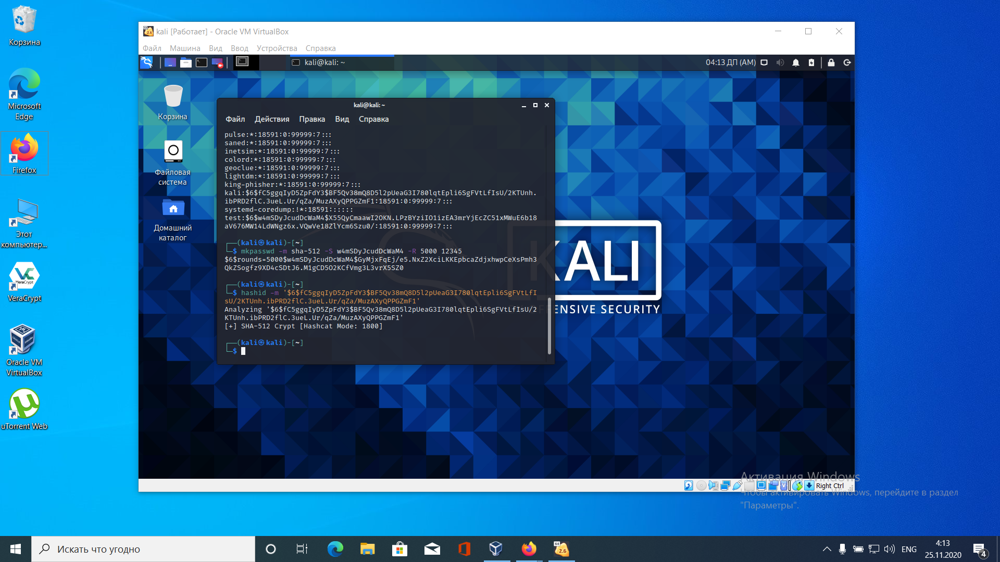 Корзина
Microsoft
Edge
Firefox
Этот
компьютер...
VeraCrypt
VeraCrypt
Oracle VM
VirtualBox
uTorrent Web
kali [Работает] - Oracle VM VirtualBox
Файл Машина Вид Ввод Устройства Справка
kali@kali: ~
04:13 ДП (AM)
Корзина
Файловая
система
Домашний
каталог
kali@kali: ~
Файл Действия Правка Вид Справка
pulse:*:18591:0:99999:7:::
saned:*:18591:0:99999:7:::
inetsim:*:18591:0:99999:7:::
colord:*:18591:0:99999:7:::
geoclue:*:18591:0:99999:7:::
lightdm:*:18591:0:99999:7:::
king-phisher:*:18591:0:99999:7:::
kali:$6$fC5ggqIyD5ZpFdY3$BF5Qv38mQ8D5l2pUeaG3I780lqtEpli6SgFVtLfIsU/2KTUnh.
ibPRD2flC.3ueL.Ur/qZa/MuzAXyQPPGZmF1:18591:0:99999:7:::
systemd-coredump:!*:18591::::::
test:$6$w4mSDyJcudDcWaM4$X55QyCmaawI2OKN.LPzBYziIO1izEA3mrYjEcZC51xMWuE6b18
aV676MW14LdWNgz6x.VQwVe18ZlYcm6Szu0/:18591:0:99999:7:::
┌──(kali㉿kali)-[~]
└─$ mkpasswd -m sha-512 -S w4mSDyJcudDcWaM4 -R 5000 12345
$6$rounds=5000$w4mSDyJcudDcWaM4$GyMjxFqEj/e5.NxZ2XciLKKEpbcaZdjxhwpCeXsPmh3
QkZSogfz9XD4cSDtJ6.M1gCD5O2KCfVmg3L3vrX5SZ0
┌──(kali㉿kali)-[~]
└─$ hashid -m '$6$fC5ggqIyD5ZpFdY3$BF5Qv38mQ8D5l2pUeaG3I780lqtEpli6SgFVtLfI
sU/2KTUnh.ibPRD2flC.3ueL.Ur/qZa/MuzAXyQPPGZmF1'
Analyzing '$6$fC5ggqIyD5ZpFdY3$BF5Qv38mQ8D5l2pUeaG3I780lqtEpli6SgFVtLfIsU/2
KTUnh.ibPRD2flC.3ueL.Ur/qZa/MuzAXyQPPGZmF1'
[+] SHA-512 Crypt [Hashcat Mode: 1800]
┌──(kali㉿kali)-[~]
└─$
KALI
FENSIVE SECURITY
Right Ctrl
Активация Windows
Чтобы активировать Windows, перейдите в раздел
"Параметры".
Искать что угодно
64
2.6
ENG
4:13
25.11.2020
4